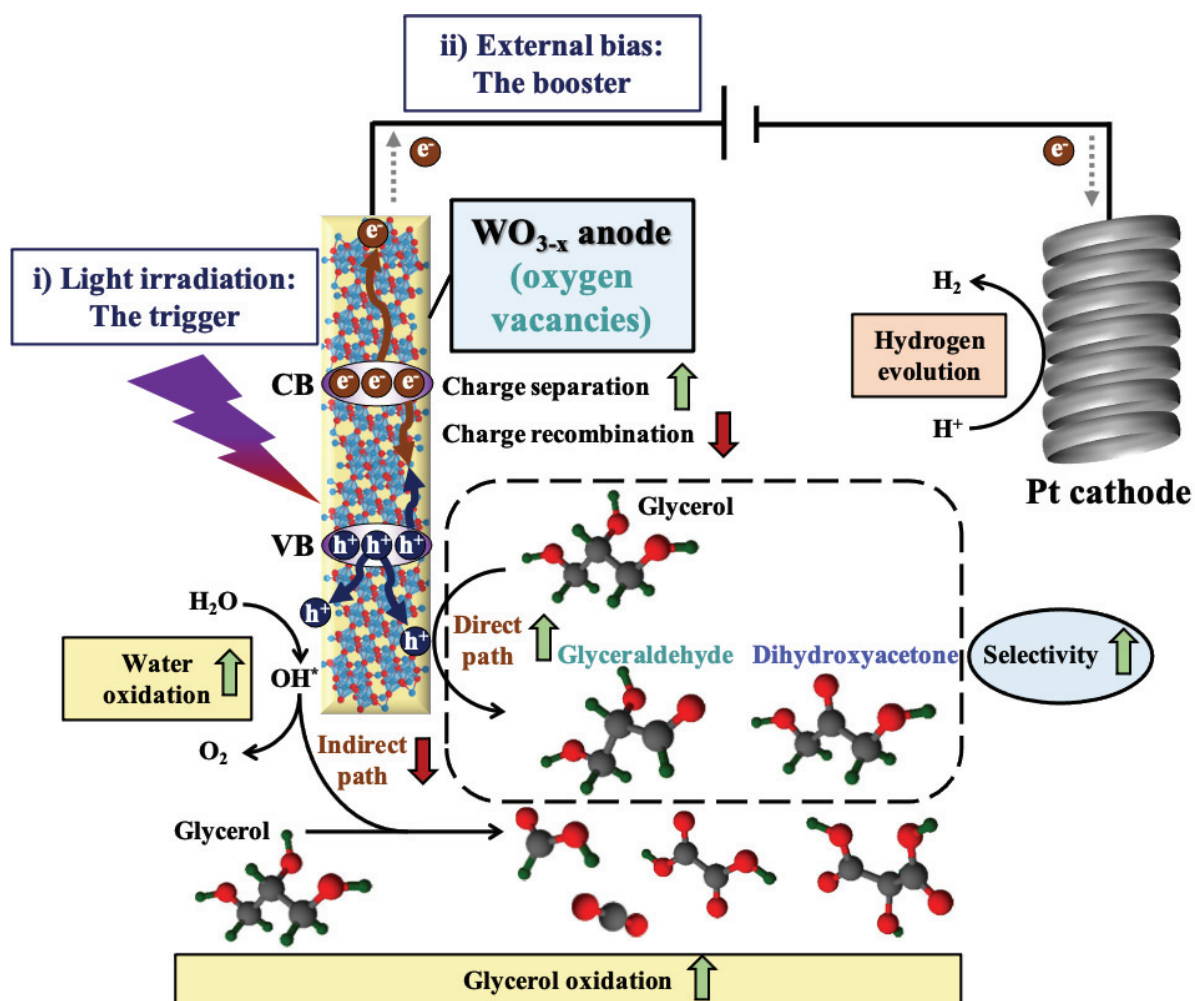 ii) External bias:
The booster
e-
e-
e-
WO3-x anode
(oxygen
vacancies)
i) Light irradiation:
The trigger
H2
Hydrogen
evolution
H+
CB
e- e- e-
Charge separation
Charge recombination
Pt cathode
Glycerol
VB
h+ h+ h+
H2O
h+
h+
Direct
path
Glyceraldehyde
Dihydroxyacetone
Selectivity
Water
oxidation
OH*
O2
Indirect
path
Glycerol
Glycerol oxidation